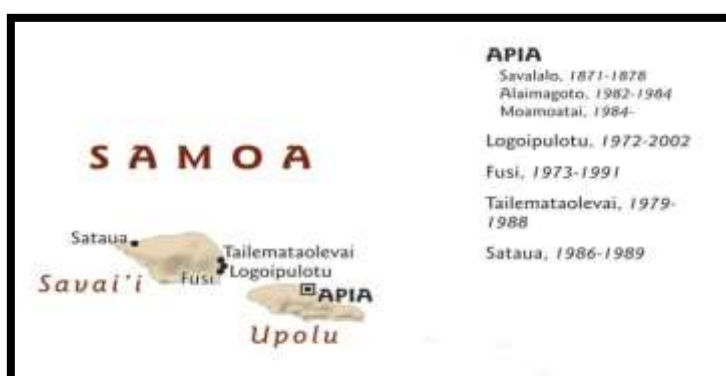 APIA
Savalalo, 1871-1878
Alaimagoto, 1982-1984
Moamoatai, 1984-
Logoipulotu, 1972-2002
Fusi, 1973-1991
Tailemataolevai, 1979-
1988
Sataua, 1986-1989
SAMOA
Sataua
Tailemataolevai
Logoipulotu
Fusi
Savai'i
APIA
Upolu